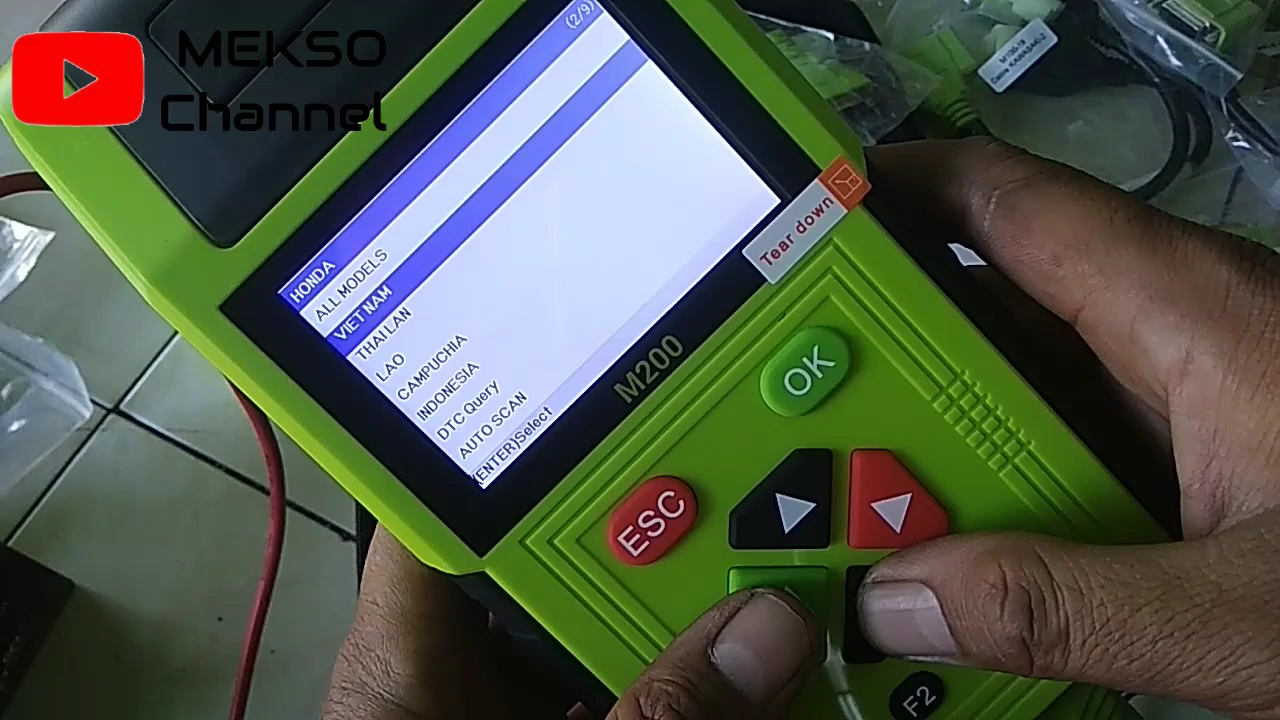 MEKSO
Channel
HONDA
(2/9)
ALL MODELS
VIET NAM
THAI LAN
LAO
CAMPUCHIA
INDONESIA
DTC Query
AUTO SCAN
(ENTER)Select
M200
Tear down
OK
ESC
F2